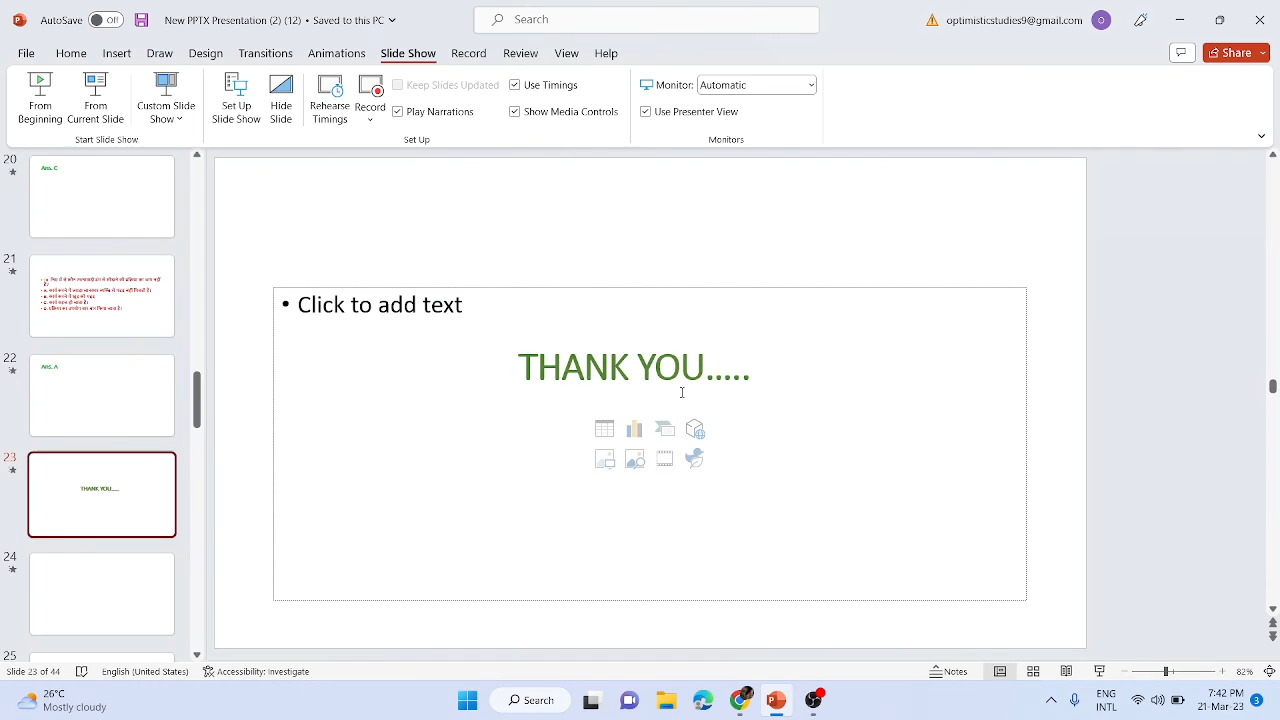 AutoSave Off New PPTX Presentation (2) (12) • Saved to this PC Search optimisticstudies9@gmail.com O
File Home Insert Draw Design Transitions Animations Slide Show Record Review View Help Share
From Beginning
From Current Slide
Custom Slide Show
Set Up Slide Show
Hide Slide
Rehearse Timings
Record
Keep Slides Updated
Use Timings
Play Narrations
Show Media Controls
Monitor: Automatic
Use Presenter View
Start Slide Show Set Up Monitors
20
Ans. C
21
22
Ans. A
23
THANK YOU.....
24
25
• Click to add text
THANK YOU.....
Slide 23 of 44 English (United States) Accessibility: Investigate Notes 82%
26°C
Mostly cloudy
Search
ENG
INTL
7:42 PM
21-Mar-23
3